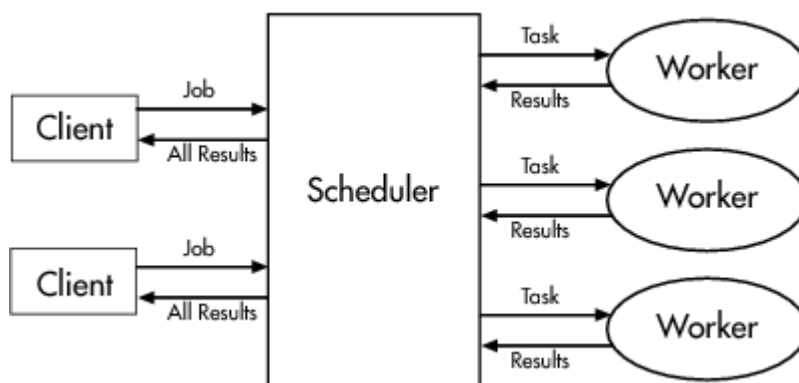 Job
Client
All Results
Job
Client
All Results
Scheduler
Task
Worker
Results
Task
Worker
Results
Task
Worker
Results